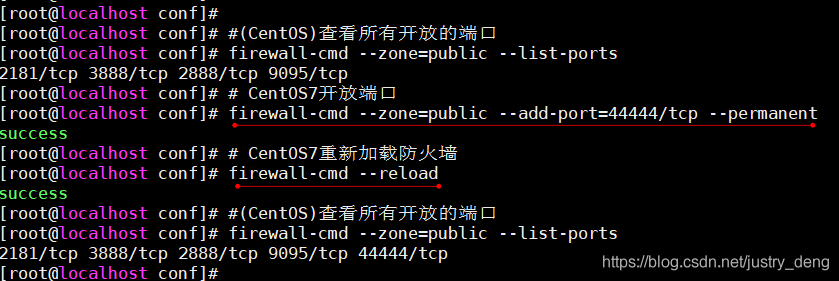 [root@localhost conf]#
[root@localhost conf]# #(CentOS)查看所有开放的端口
[root@localhost conf]# firewall-cmd --zone=public --list-ports
2181/tcp 3888/tcp 2888/tcp 9095/tcp
[root@localhost conf]# # CentOS7开放端口
[root@localhost conf]# firewall-cmd --zone=public --add-port=44444/tcp --permanent
success
[root@localhost conf]# # CentOS7重新加载防火墙
[root@localhost conf]# firewall-cmd --reload
success
[root@localhost conf]# #(CentOS)查看所有开放的端口
[root@localhost conf]# firewall-cmd --zone=public --list-ports
2181/tcp 3888/tcp 2888/tcp 9095/tcp 44444/tcp
[root@localhost conf]#
https://blog.csdn.net/justry_deng